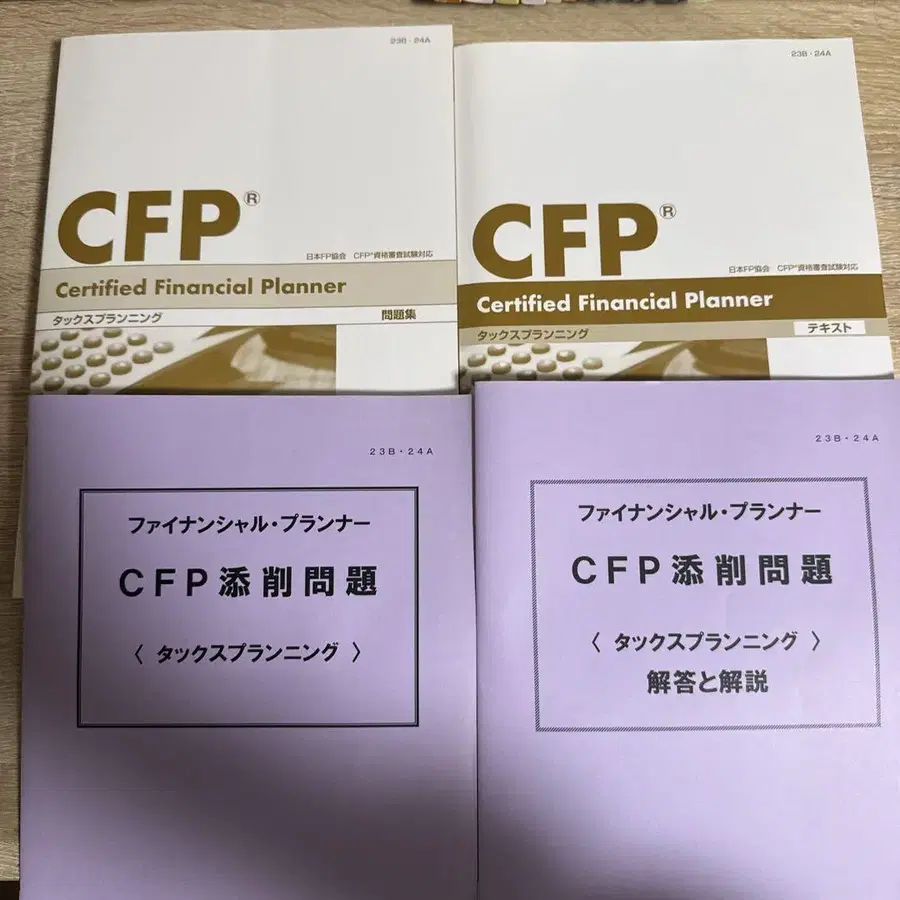 23B・24A
CFP®
日本FP協会 CFP®資格審査試験対応
Certified Financial Planner
タックスプランニング 問題集
23B・24A
CFP®
日本FP協会 CFP®資格審査試験対応
Certified Financial Planner
タックスプランニング テキスト
23B・24A
ファイナンシャル・プランナー
CFP添削問題
〈 タックスプランニング 〉
23B・24A
ファイナンシャル・プランナー
CFP添削問題
〈 タックスプランニング 〉
解答と解説